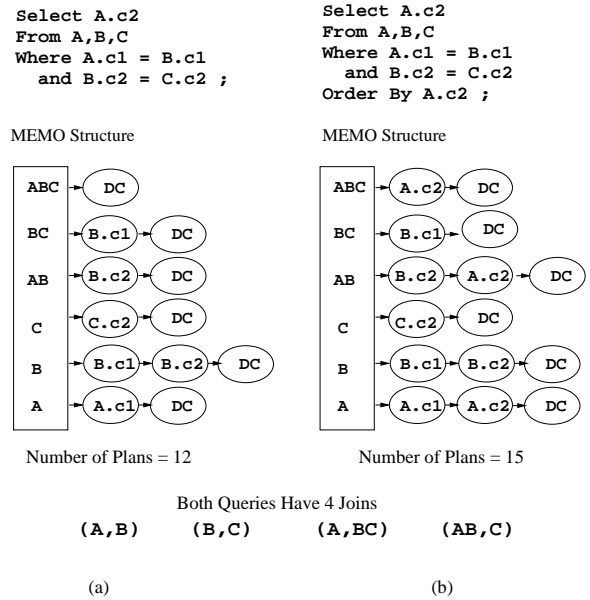 Select A.c2
From A,B,C
Where A.c1 = B.c1
and B.c2 = C.c2 ;
MEMO Structure
ABC DC
BC B.c1 DC
AB B.c2 DC
C C.c2 DC
B B.c1 B.c2 DC
A A.c1 DC
Number of Plans = 12
Select A.c2
From A,B,C
Where A.c1 = B.c1
and B.c2 = C.c2
Order By A.c2 ;
MEMO Structure
ABC A.c2 DC
BC B.c1 DC
AB B.c2 A.c2 DC
C C.c2 DC
B B.c1 B.c2 DC
A A.c1 A.c2 DC
Number of Plans = 15
Both Queries Have 4 Joins
(A,B) (B,C) (A,BC) (AB,C)
(a) (b)